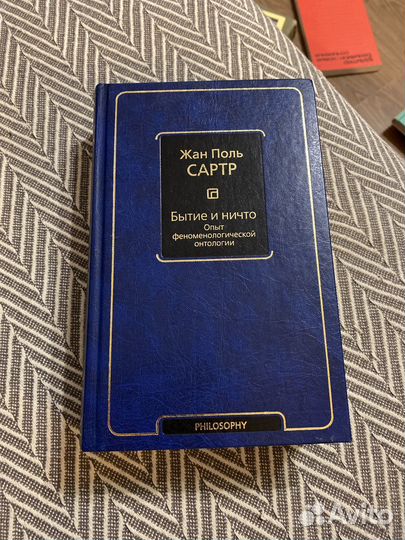 Жан Поль
САРТР
Бытие и ничто
Опыт
феноменологической
онтологии
PHILOSOPHY
Avito